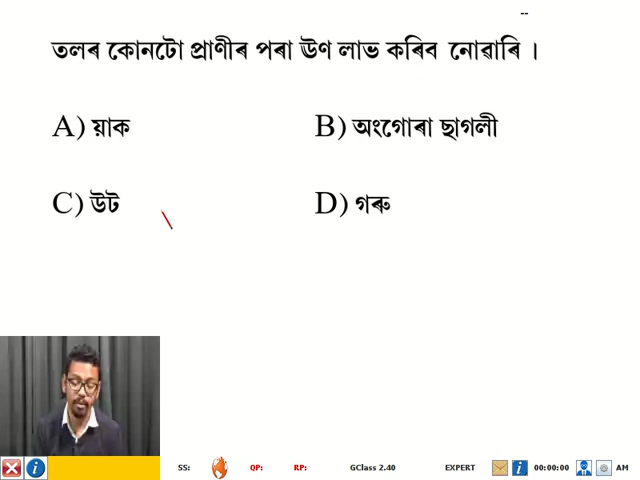 --
তলৰ কোনটো প্ৰাণীৰ পৰা ঊণ লাভ কৰিব নোৱাৰি ।
A) য়াক
B) অংগোৰা ছাগলী
C) উট
D) গৰু
SS: QP: RP: GClass 2.40 EXPERT 00:00:00 AM